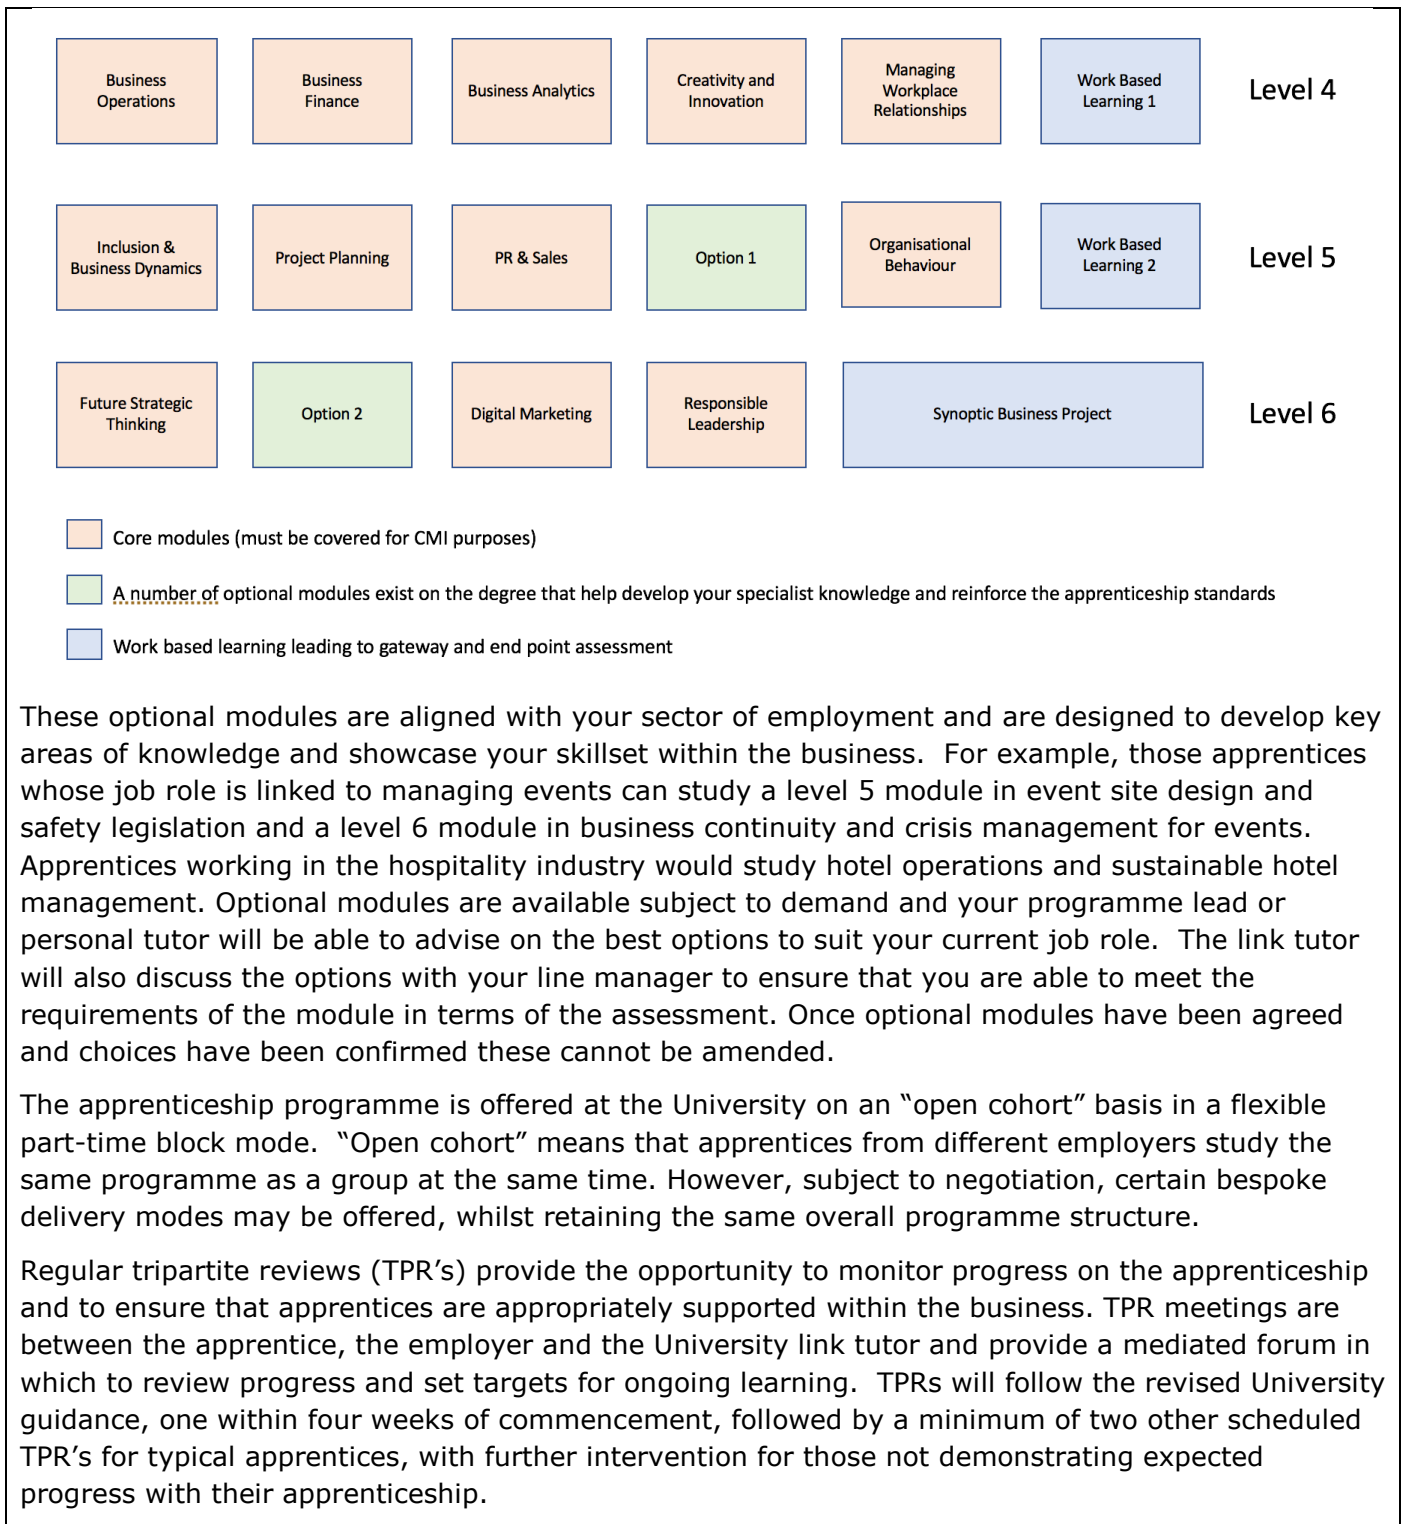 Business
Operations
Business
Finance
Business Analytics
Creativity and
Innovation
Managing
Workplace
Relationships
Work Based
Learning 1
Level 4
Inclusion &
Business Dynamics
Project Planning
PR & Sales
Option 1
Organisational
Behaviour
Work Based
Learning 2
Level 5
Future Strategic
Thinking
Option 2
Digital Marketing
Responsible
Leadership
Synoptic Business Project
Level 6
Core modules (must be covered for CMI purposes)
A number of optional modules exist on the degree that help develop your specialist knowledge and reinforce the apprenticeship standards
Work based learning leading to gateway and end point assessment
These optional modules are aligned with your sector of employment and are designed to develop key
areas of knowledge and showcase your skillset within the business.  For example, those apprentices
whose job role is linked to managing events can study a level 5 module in event site design and
safety legislation and a level 6 module in business continuity and crisis management for events.
Apprentices working in the hospitality industry would study hotel operations and sustainable hotel
management. Optional modules are available subject to demand and your programme lead or
personal tutor will be able to advise on the best options to suit your current job role.  The link tutor
will also discuss the options with your line manager to ensure that you are able to meet the
requirements of the module in terms of the assessment. Once optional modules have been agreed
and choices have been confirmed these cannot be amended.
The apprenticeship programme is offered at the University on an “open cohort” basis in a flexible
part-time block mode.  “Open cohort” means that apprentices from different employers study the
same programme as a group at the same time. However, subject to negotiation, certain bespoke
delivery modes may be offered, whilst retaining the same overall programme structure.
Regular tripartite reviews (TPR’s) provide the opportunity to monitor progress on the apprenticeship
and to ensure that apprentices are appropriately supported within the business. TPR meetings are
between the apprentice, the employer and the University link tutor and provide a mediated forum in
which to review progress and set targets for ongoing learning.  TPRs will follow the revised University
guidance, one within four weeks of commencement, followed by a minimum of two other scheduled
TPR’s for typical apprentices, with further intervention for those not demonstrating expected
progress with their apprenticeship.